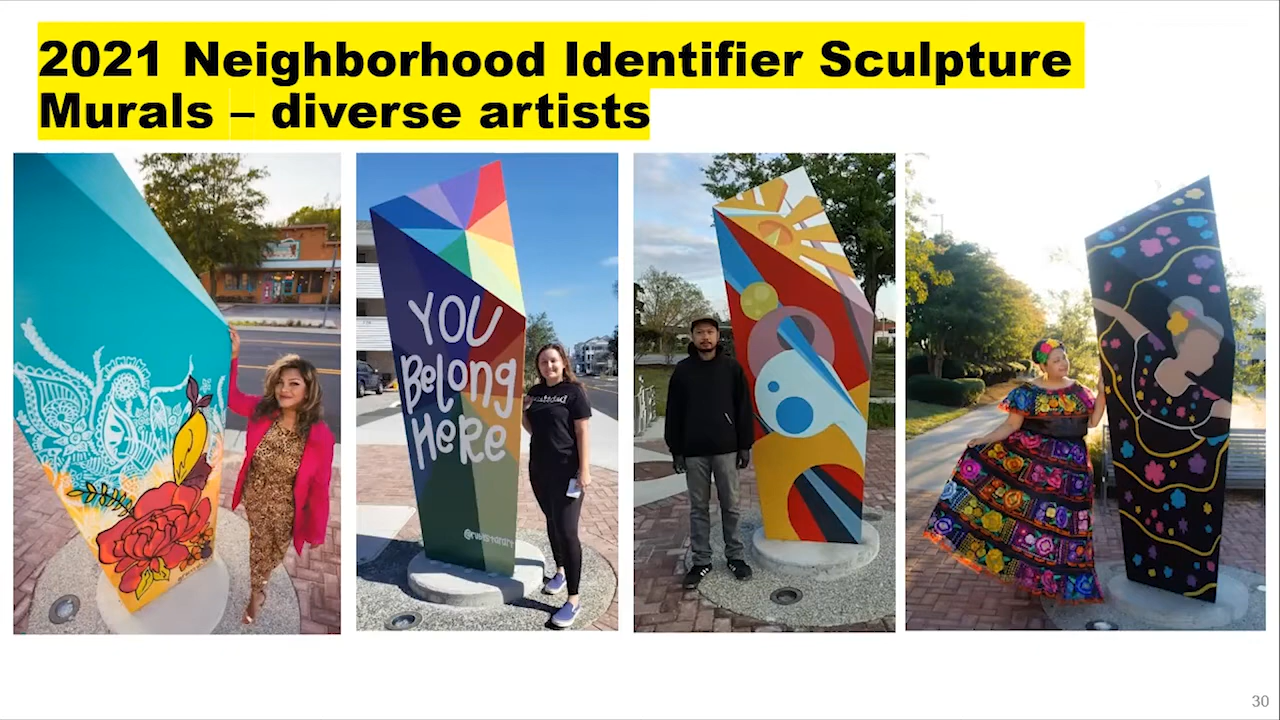 2021 Neighborhood Identifier Sculpture
Murals – diverse artists
YOU
BeLong
HeRe
30